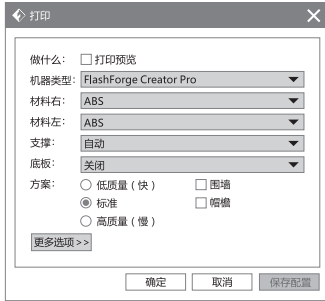 打印
做什么： 打印预览
机器类型： FlashForge Creator Pro
材料右： ABS
材料左： ABS
支撑： 自动
底板： 关闭
方案： 低质量（快） 围墙
标准 帽檐
高质量（慢）
更多选项>>
确定 取消 保存配置